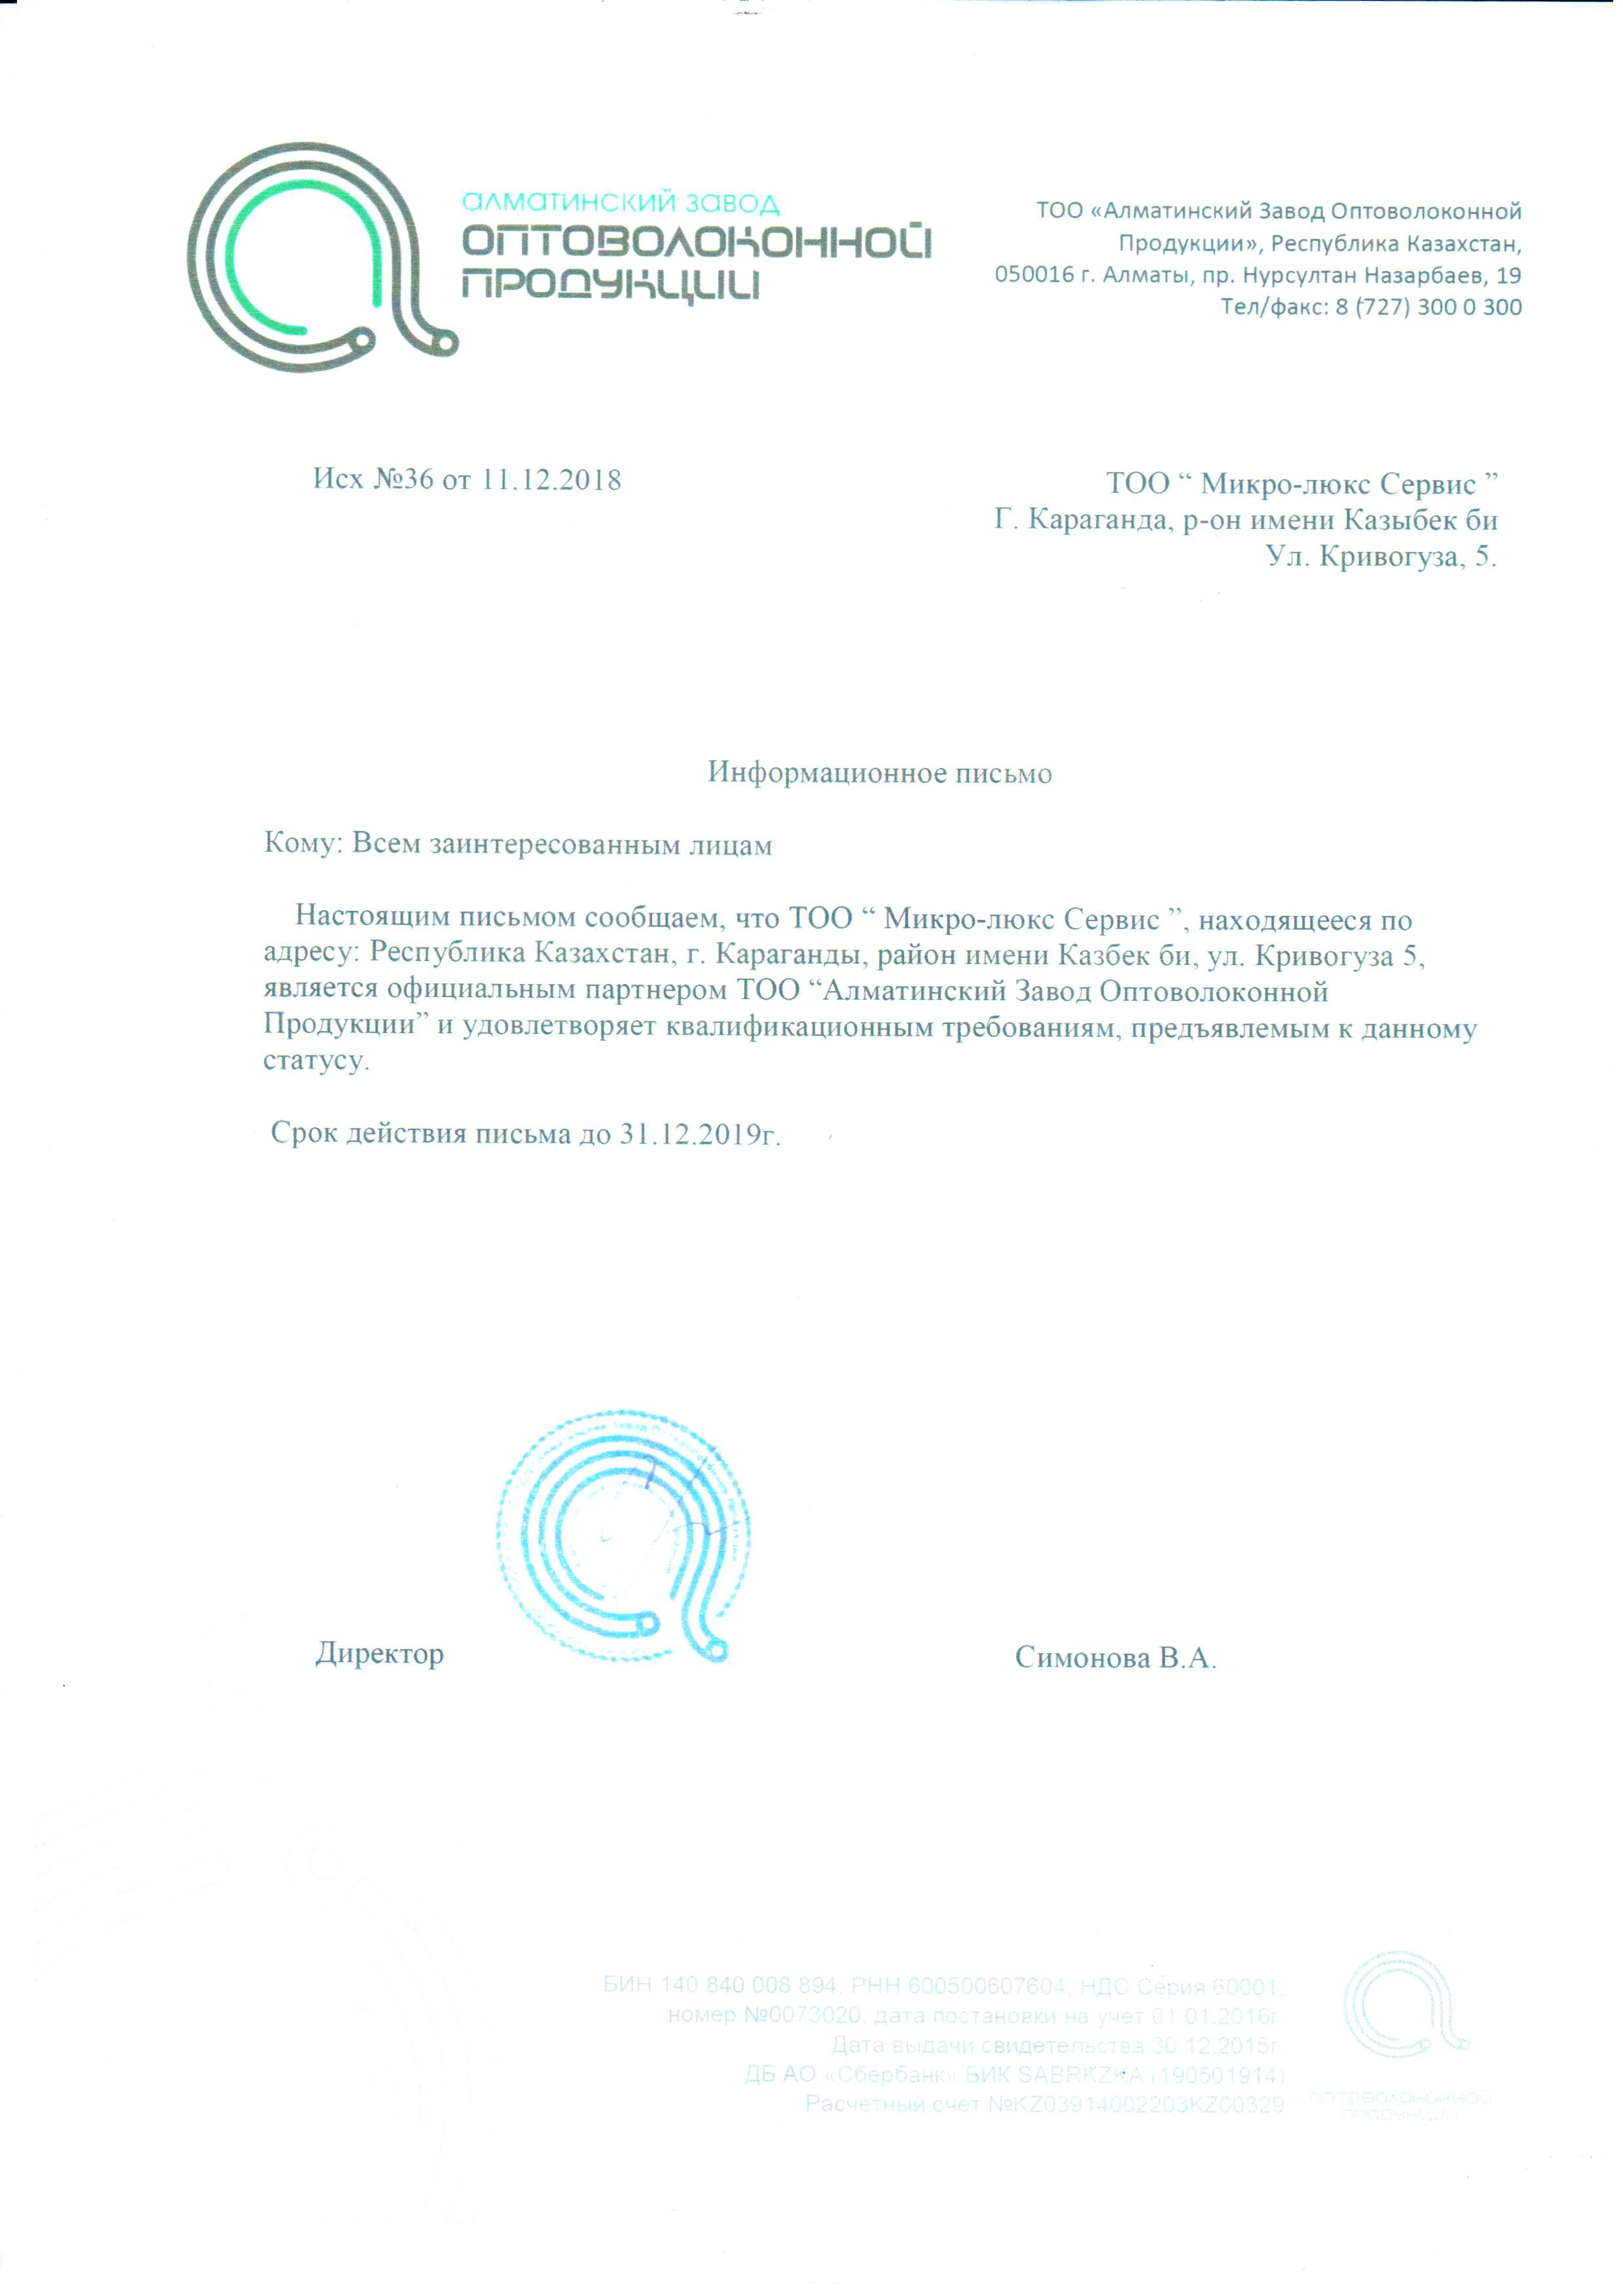 алматинский завод
оптоволоконной
продукции
ТОО «Алматинский Завод Оптоволоконной
Продукции», Республика Казахстан,
050016 г. Алматы, пр. Нурсултан Назарбаев, 19
Тел/факс: 8 (727) 300 0 300
Исх №36 от 11.12.2018
ТОО “ Микро-люкс Сервис ”
Г. Караганда, р-он имени Казыбек би
Ул. Кривогуза, 5.
Информационное письмо
Кому: Всем заинтересованным лицам
Настоящим письмом сообщаем, что ТОО “ Микро-люкс Сервис ”, находящееся по
адресу: Республика Казахстан, г. Караганды, район имени Казбек би, ул. Кривогуза 5,
является официальным партнером ТОО “Алматинский Завод Оптоволоконной
Продукции” и удовлетворяет квалификационным требованиям, предъявлемым к данному
статусу.
Срок действия письма до 31.12.2019г.
Директор
Симонова В.А.
БИН 140 840 008 894, РНН 600500607604, НДС Серия 60001,
номер №0073020, дата постановки на учет 01.01.2016г.
Дата выдачи свидетельства 30.12.2015г.
ДБ АО «Сбербанк» БИК SABRKZKA (190501914)
Расчетный счет №KZ03914002203KZ00329
ОПТОВОЛОКОННОЙ
ПРОДУКЦИИ